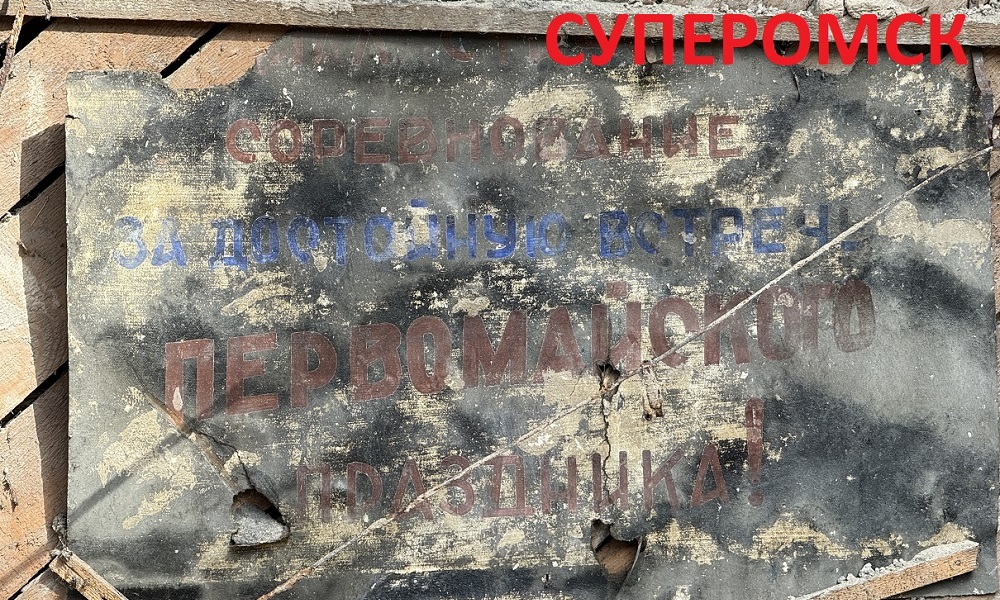 СУПЕРОМСК
СОРЕВНОВАНИЕ
ЗА ДОСТОЙНУЮ ВСТРЕЧУ
ПЕРВОМАЙСКОГО
ПРАЗДНИКА!